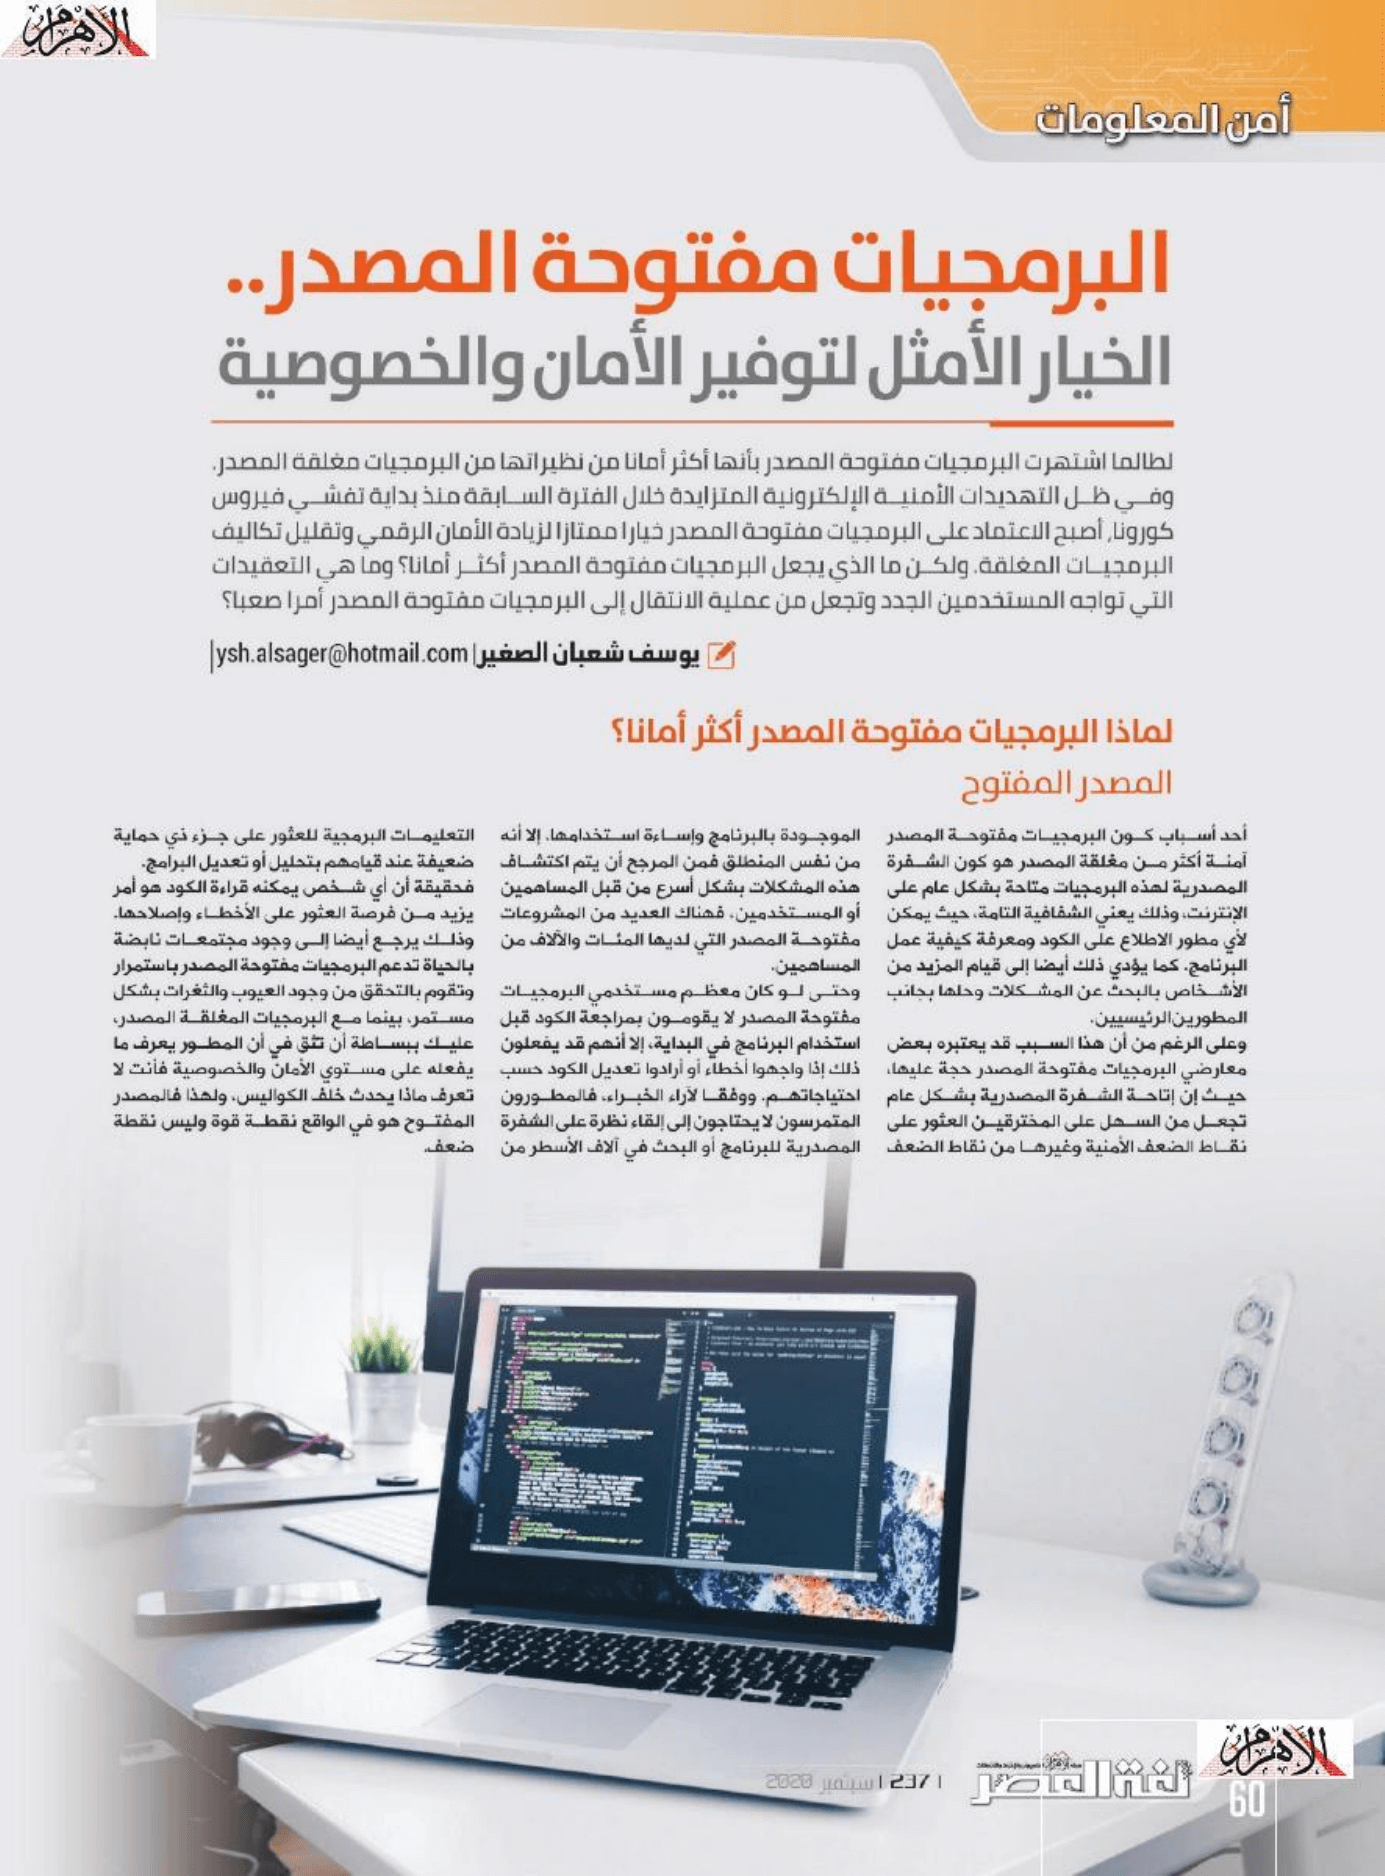 الأهرام
أمن المعلومات
البرمجيات مفتوحة المصدر..
الخيار الأمثل لتوفير الأمان والخصوصية
لطالما اشتهرت البرمجيات مفتوحة المصدر بأنها أكثر أمانا من نظيراتها من البرمجيات مغلقة المصدر.
وفي ظل التهديدات الأمنية الإلكترونية المتزايدة خلال الفترة السابقة منذ بداية تفشي فيروس
كورونا، أصبح الاعتماد على البرمجيات مفتوحة المصدر خيارا ممتازا لزيادة الأمان الرقمي وتقليل تكاليف
البرمجيات المغلقة. ولكن ما الذي يجعل البرمجيات مفتوحة المصدر أكثر أمانا؟ وما هي التعقيدات
التي تواجه المستخدمين الجدد وتجعل من عملية الانتقال إلى البرمجيات مفتوحة المصدر أمرا صعبا؟
يوسف شعبان الصغير| ysh.alsager@hotmail.com|
لماذا البرمجيات مفتوحة المصدر أكثر أمانا؟
المصدر المفتوح
أحد أسباب كون البرمجيات مفتوحة المصدر
آمنة أكثر من مغلقة المصدر هو كون الشفرة
المصدرية لهذه البرمجيات متاحة بشكل عام على
الإنترنت، وذلك يعني الشفافية التامة، حيث يمكن
لأي مطور الاطلاع على الكود ومعرفة كيفية عمل
البرنامج. كما يؤدي ذلك أيضا إلى قيام المزيد من
الأشخاص بالبحث عن المشكلات وحلها بجانب
المطورين الرئيسيين.
وعلى الرغم من أن هذا السبب قد يعتبره بعض
معارضي البرمجيات مفتوحة المصدر حجة عليها،
حيث إن إتاحة الشفرة المصدرية بشكل عام
تجعل من السهل على المخترقين العثور على
نقاط الضعف الأمنية وغيرها من نقاط الضعف
الموجودة بالبرنامج وإساءة استخدامها. إلا أنه
من نفس المنطلق فمن المرجح أن يتم اكتشاف
هذه المشكلات بشكل أسرع من قبل المساهمين
أو المستخدمين، فهناك العديد من المشروعات
مفتوحة المصدر التي لديها المئات والآلاف من
المساهمين.
وحتى لو كان معظم مستخدمي البرمجيات
مفتوحة المصدر لا يقومون بمراجعة الكود قبل
استخدام البرنامج في البداية، إلا أنهم قد يفعلون
ذلك إذا واجهوا أخطاء أو أرادوا تعديل الكود حسب
احتياجاتهم. ووفقا لآراء الخبراء، فالمطورون
المتمرسون لا يحتاجون إلى إلقاء نظرة على الشفرة
المصدرية للبرنامج أو البحث في آلاف الأسطر من
التعليمات البرمجية للعثور على جزء ذي حماية
ضعيفة عند قيامهم بتحليل أو تعديل البرامج.
فحقيقة أن أي شخص يمكنه قراءة الكود هو أمر
يزيد من فرصة العثور على الأخطاء وإصلاحها.
وذلك يرجع أيضا إلى وجود مجتمعات نابضة
بالحياة تدعم البرمجيات مفتوحة المصدر باستمرار
وتقوم بالتحقق من وجود العيوب والثغرات بشكل
مستمر، بينما مع البرمجيات المغلقة المصدر،
عليك ببساطة أن تثق في أن المطور يعرف ما
يفعله على مستوي الأمان والخصوصية فأنت لا
تعرف ماذا يحدث خلف الكواليس، ولهذا فالمصدر
المفتوح هو في الواقع نقطة قوة وليس نقطة
ضعف.
الأهرام
لغة العصر
| 237 | سبتمبر 2020
60